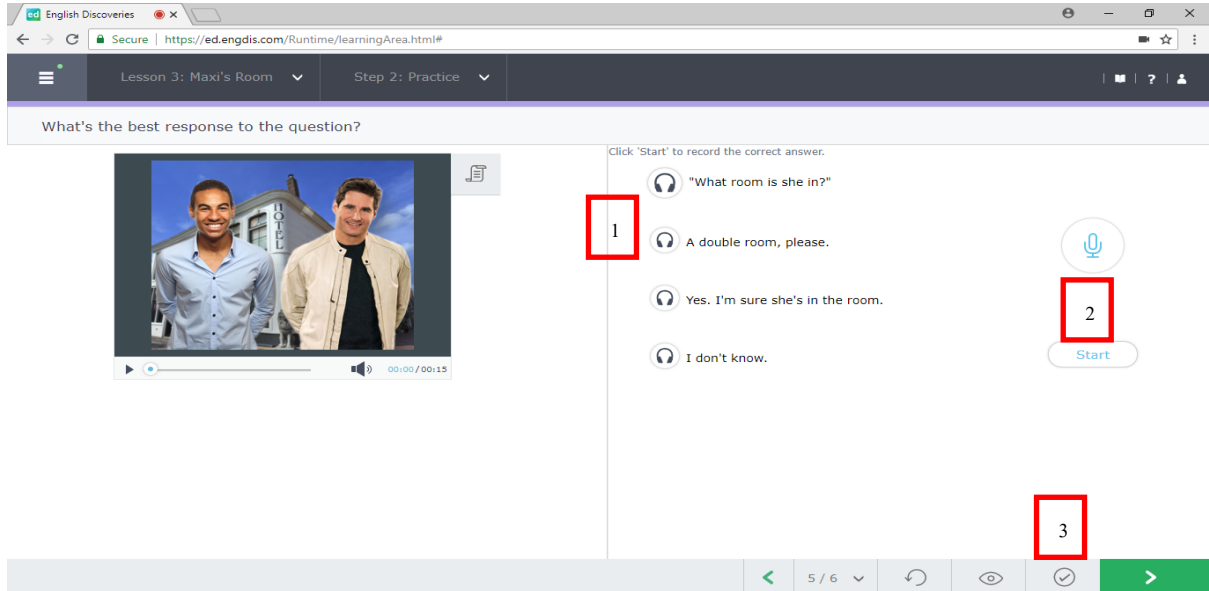 ed English Discoveries
Secure | https://ed.engdis.com/Runtime/learningArea.html#
Lesson 3: Maxi's Room
Step 2: Practice
?
What's the best response to the question?
HOTEL
00:00/00:15
Click 'Start' to record the correct answer.
"What room is she in?"
1
A double room, please.
Yes. I'm sure she's in the room.
I don't know.
2
Start
3
5 / 6